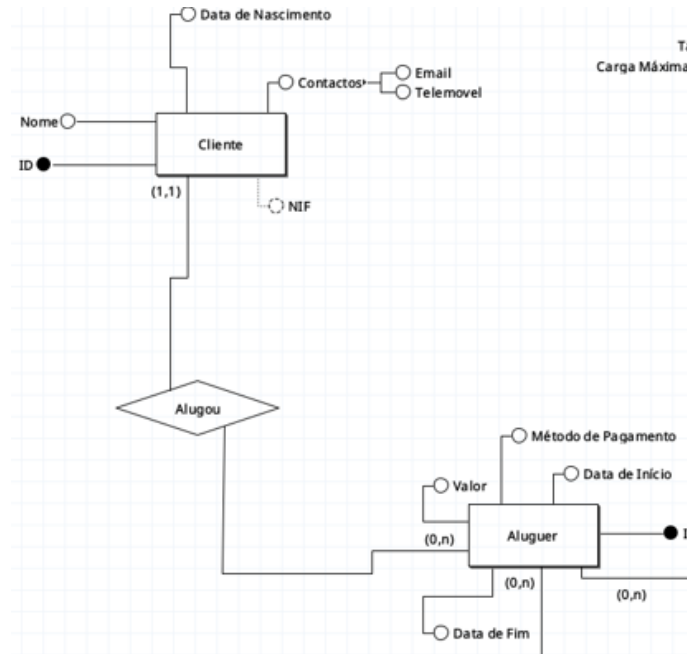 Data de Nascimento
Carga Máxima
Contactos
Email
Telemovel
Nome
Cliente
ID
(1,1)
NIF
Alugou
Método de Pagamento
Data de Início
Valor
Aluguer
(0,n)
(0,n)
(0,n)
Data de Fim